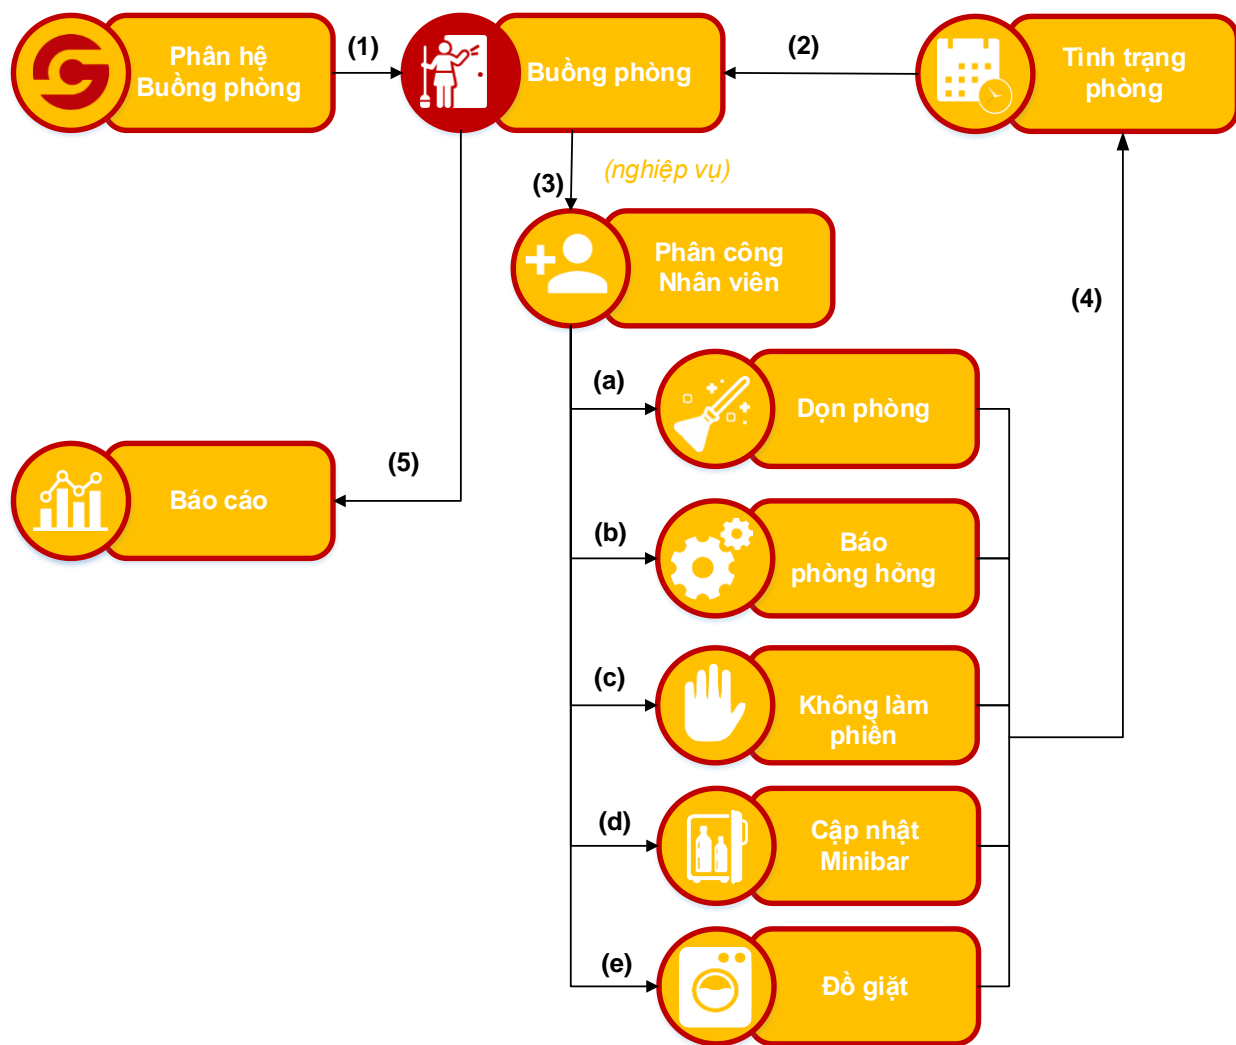 Phân hệ
Buồng phòng
(1)
Buồng phòng
(2)
Tình trạng
phòng
(3)
(nghiệp vụ)
Phân công
Nhân viên
(4)
(a)
Dọn phòng
(5)
Báo cáo
(b)
Báo
phòng hỏng
(c)
Không làm
phiền
(d)
Cập nhật
Minibar
(e)
Đồ giặt